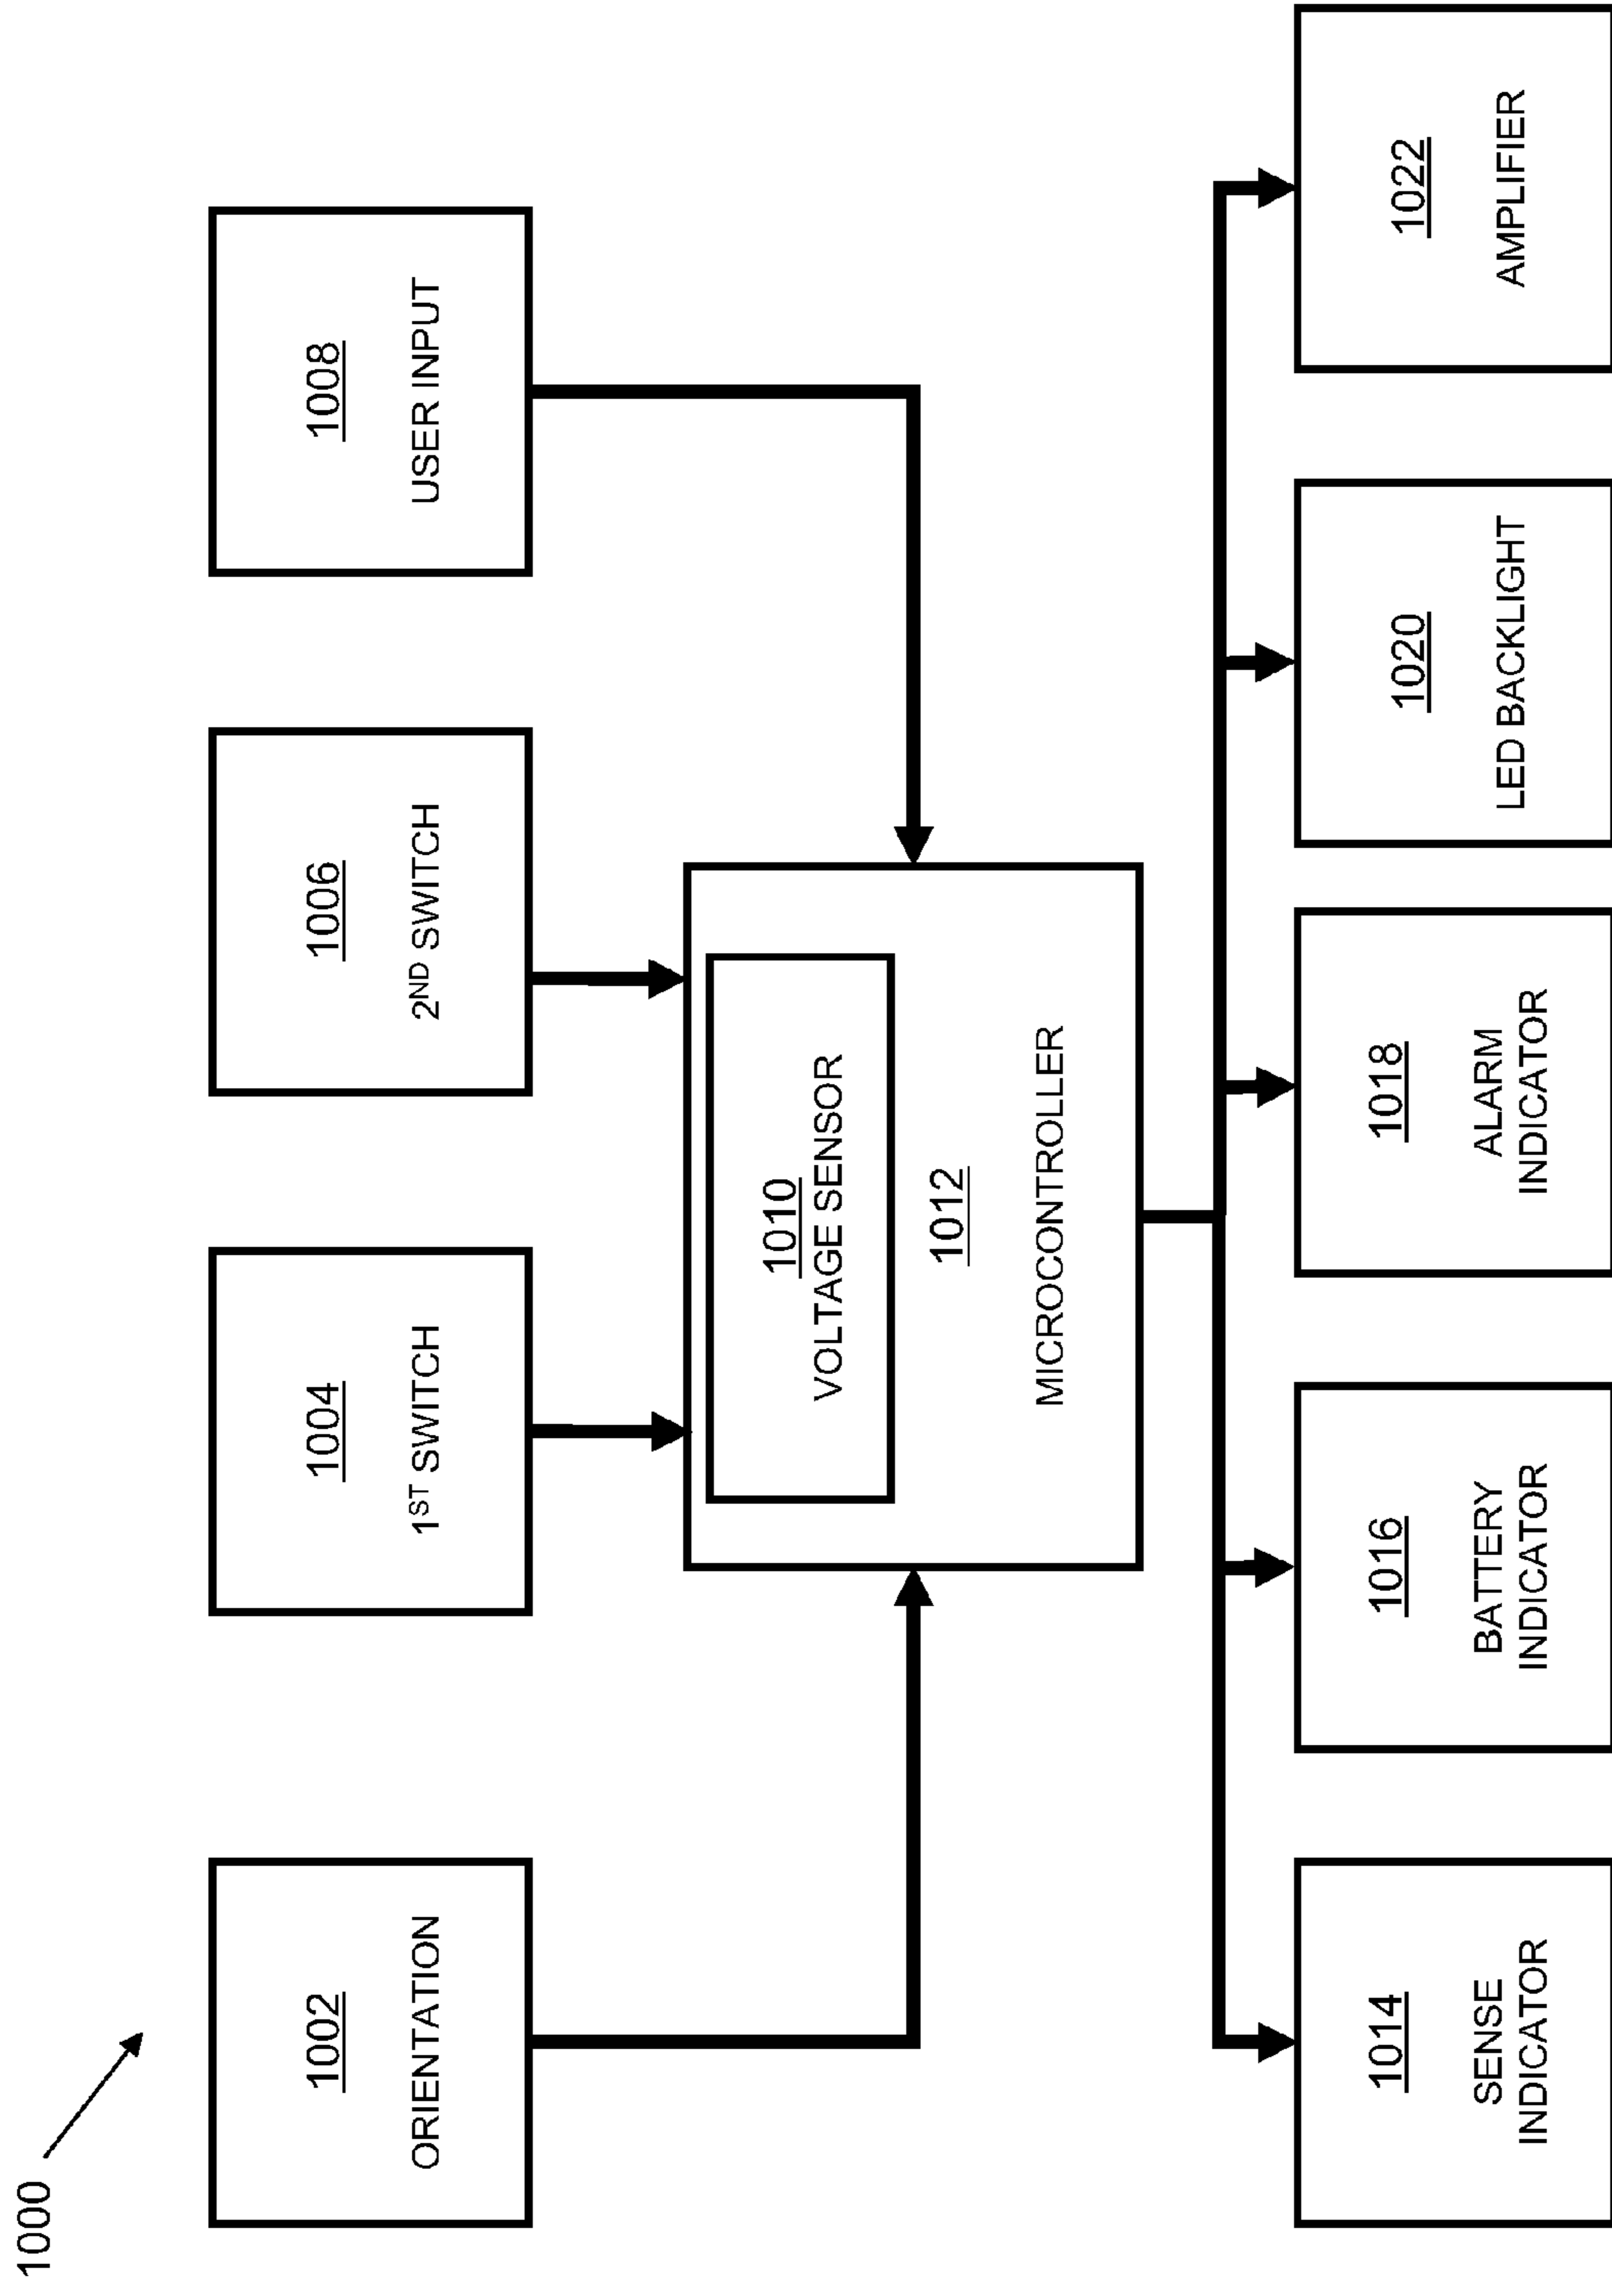 1000
1002
ORIENTATION
1004
1ST SWITCH
1006
2ND SWITCH
1008
USER INPUT
1010
VOLTAGE SENSOR
1012
MICROCONTROLLER
1014
SENSE
INDICATOR
1016
BATTERY
INDICATOR
1018
ALARM
INDICATOR
1020
LED BACKLIGHT
1022
AMPLIFIER